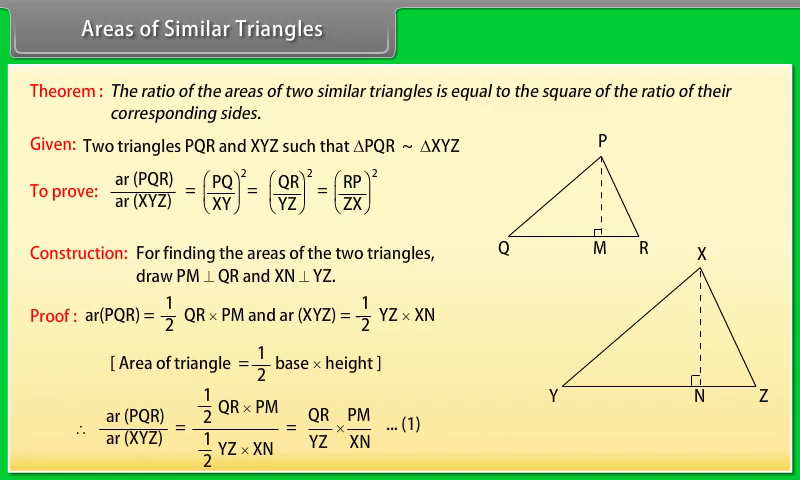 Areas of Similar Triangles
Theorem : The ratio of the areas of two similar triangles is equal to the square of the ratio of their
corresponding sides.
Given: Two triangles PQR and XYZ such that ΔPQR ~ ΔXYZ
To prove: ar (PQR)/ar (XYZ) = (PQ/XY)² = (QR/YZ)² = (RP/ZX)²
Construction: For finding the areas of the two triangles,
draw PM ⊥ QR and XN ⊥ YZ.
Proof : ar(PQR) = 1/2 QR × PM and ar (XYZ) = 1/2 YZ × XN
[ Area of triangle = 1/2 base × height ]
∴ ar (PQR)/ar (XYZ) = (1/2 QR × PM)/(1/2 YZ × XN) = QR/YZ × PM/XN ... (1)
P
Q M R
X
Y N Z